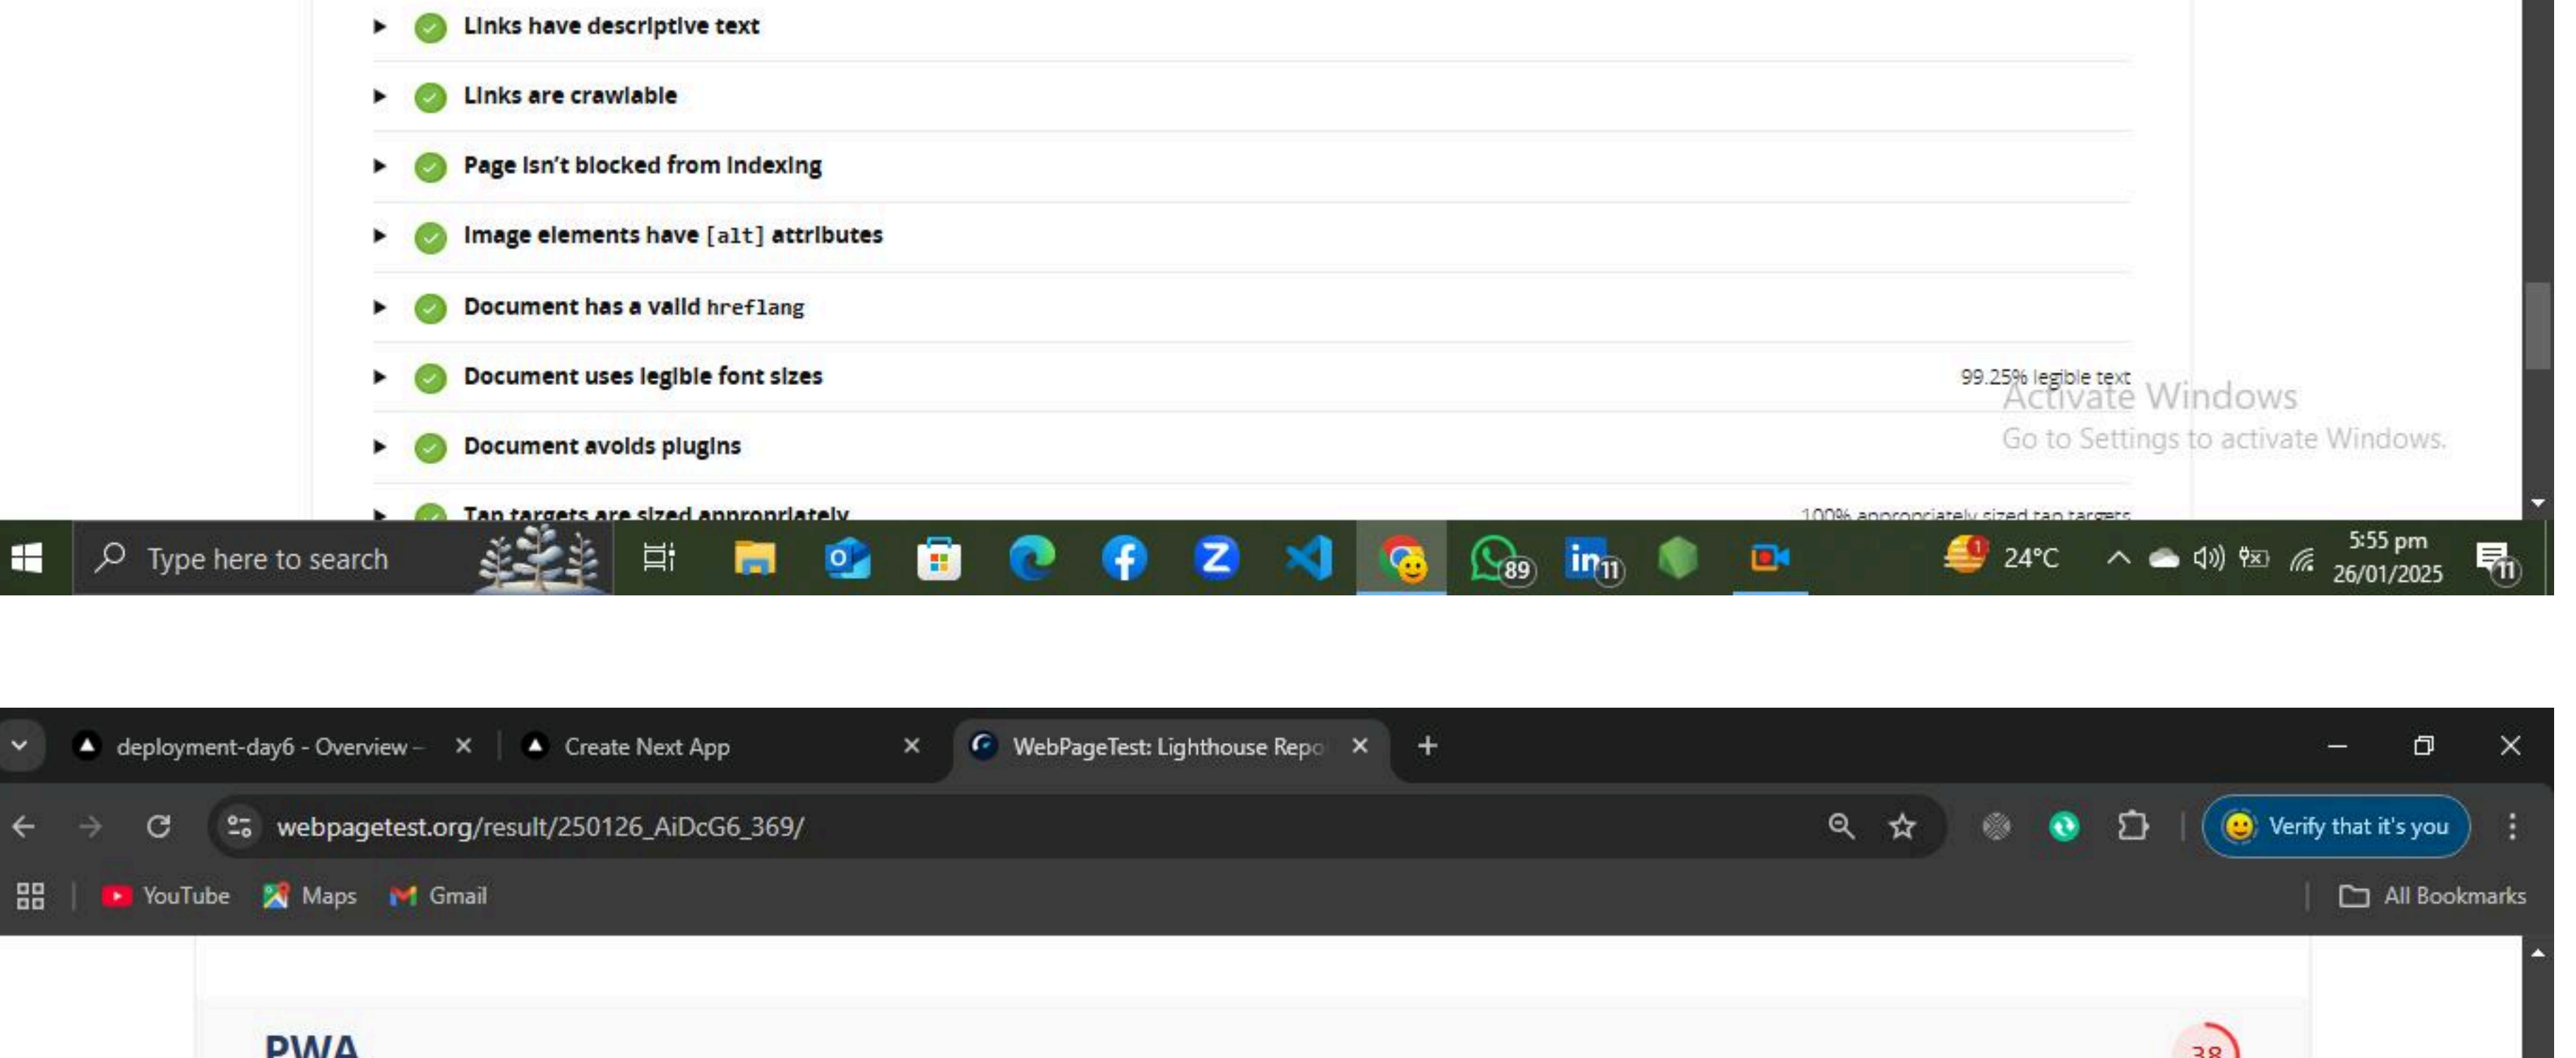 Links have descriptive text
Links are crawlable
Page isn’t blocked from indexing
Image elements have [alt] attributes
Document has a valid hreflang
Document uses legible font sizes 99.25% legible text
Activate Windows
Go to Settings to activate Windows.
Document avoids plugins
Tap targets are sized appropriately 100% appropriately sized tap targets
Type here to search 89 11 1 24°C 5:55 pm
26/01/2025 11
deployment-day6 - Overview – Create Next App WebPageTest: Lighthouse Repo
webpagetest.org/result/250126_AiDcG6_369/ Verify that it's you
YouTube Maps Gmail All Bookmarks
PWA 38